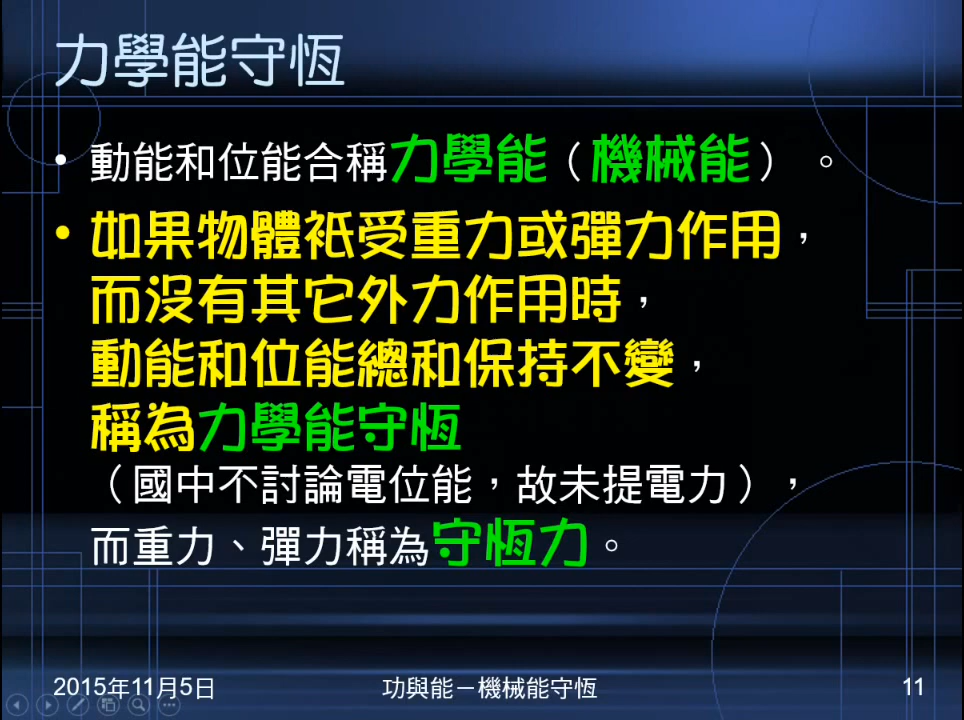 力學能守恆
• 動能和位能合稱力學能（機械能）。
• 如果物體衹受重力或彈力作用，
而沒有其它外力作用時，
動能和位能總和保持不變，
稱為力學能守恆
（國中不討論電位能，故未提電力），
而重力、彈力稱為守恆力。
2015年11月5日
功與能－機械能守恆
11